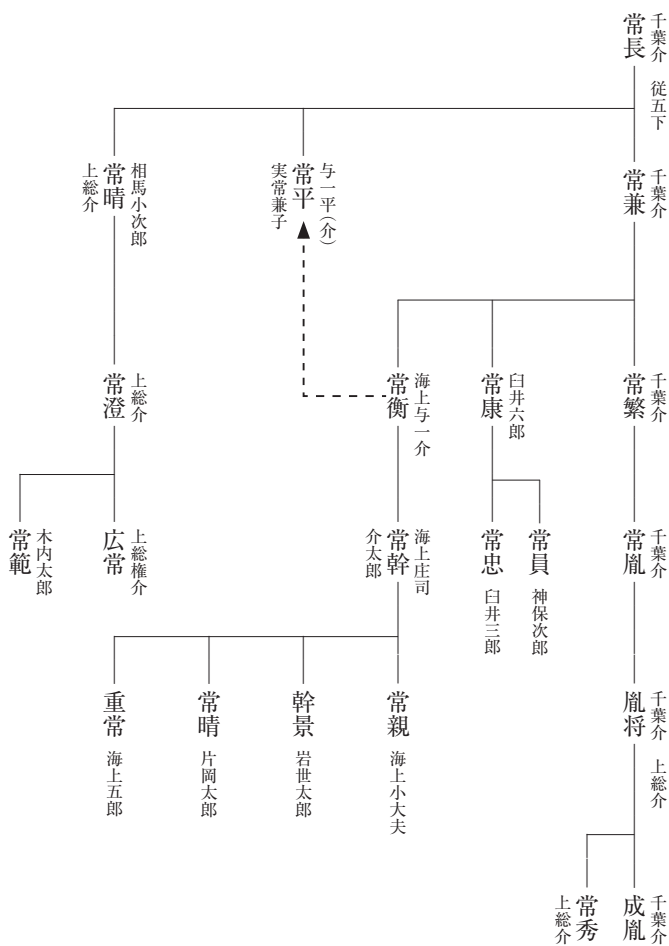 千葉介 従五下
常長
千葉介
常兼
与一平(介)
常平
実常兼子
相馬小次郎
常晴
上総介
千葉介
常繁
臼井六郎
常康
海上与一介
常衡
上総介
常澄
千葉介
常胤
常員 神保次郎
常忠 臼井三郎
海上庄司
常幹
介太郎
上総権介
広常
常範
木内太郎
千葉介 上総介
胤将
常親 海上小大夫
幹景 岩世太郎
常晴 片岡太郎
重常 海上五郎
千葉介
成胤
常秀
上総介